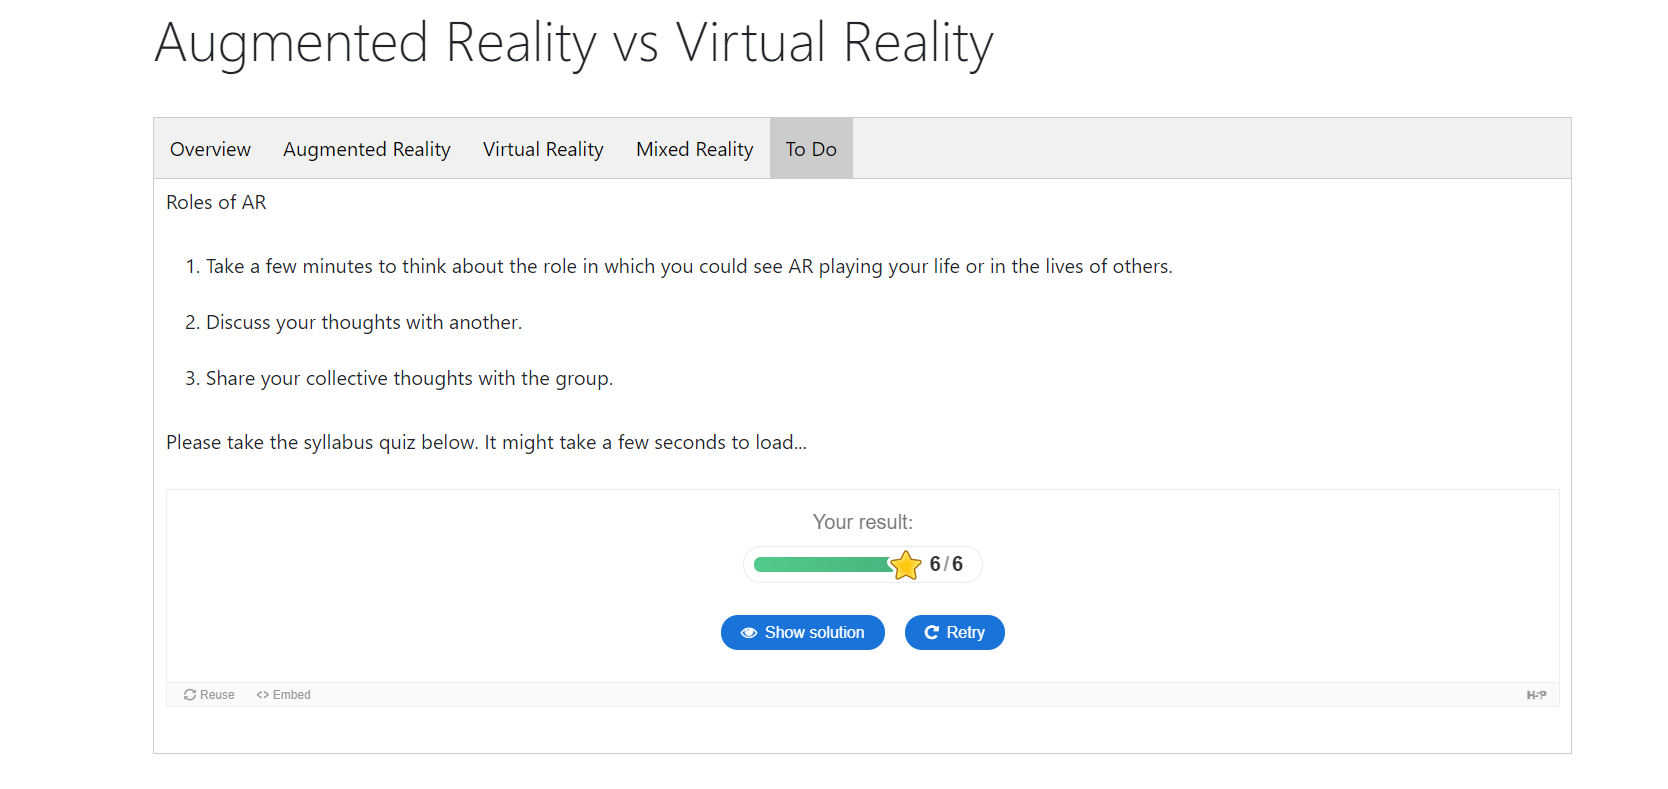 Augmented Reality vs Virtual Reality
Overview Augmented Reality Virtual Reality Mixed Reality To Do
Roles of AR
1. Take a few minutes to think about the role in which you could see AR playing your life or in the lives of others.
2. Discuss your thoughts with another.
3. Share your collective thoughts with the group.
Please take the syllabus quiz below. It might take a few seconds to load...
Your result:
6/6
Show solution Retry
Reuse <> Embed H5P